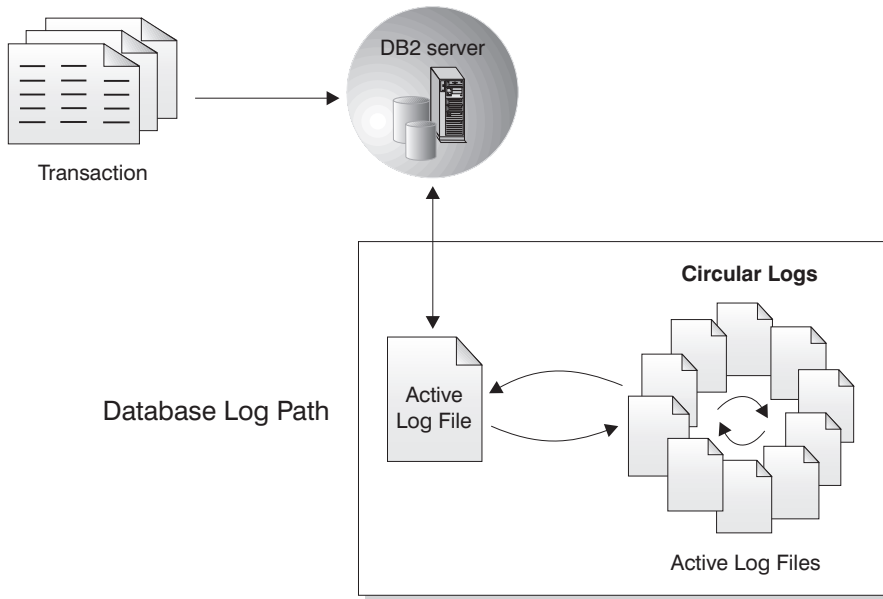 DB2 server
Transaction
Circular Logs
Active
Log File
Database Log Path
Active Log Files